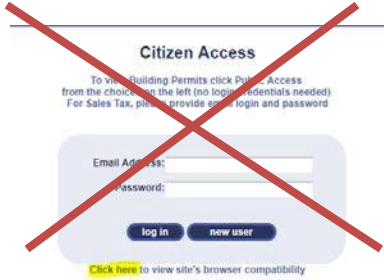 Citizen Access
To view Building Permits click Public Access
from the choice on the left (no login credentials needed)
For Sales Tax, please provide email login and password
Email Address:
Password:
log in
new user
Click here to view site's browser compatibility